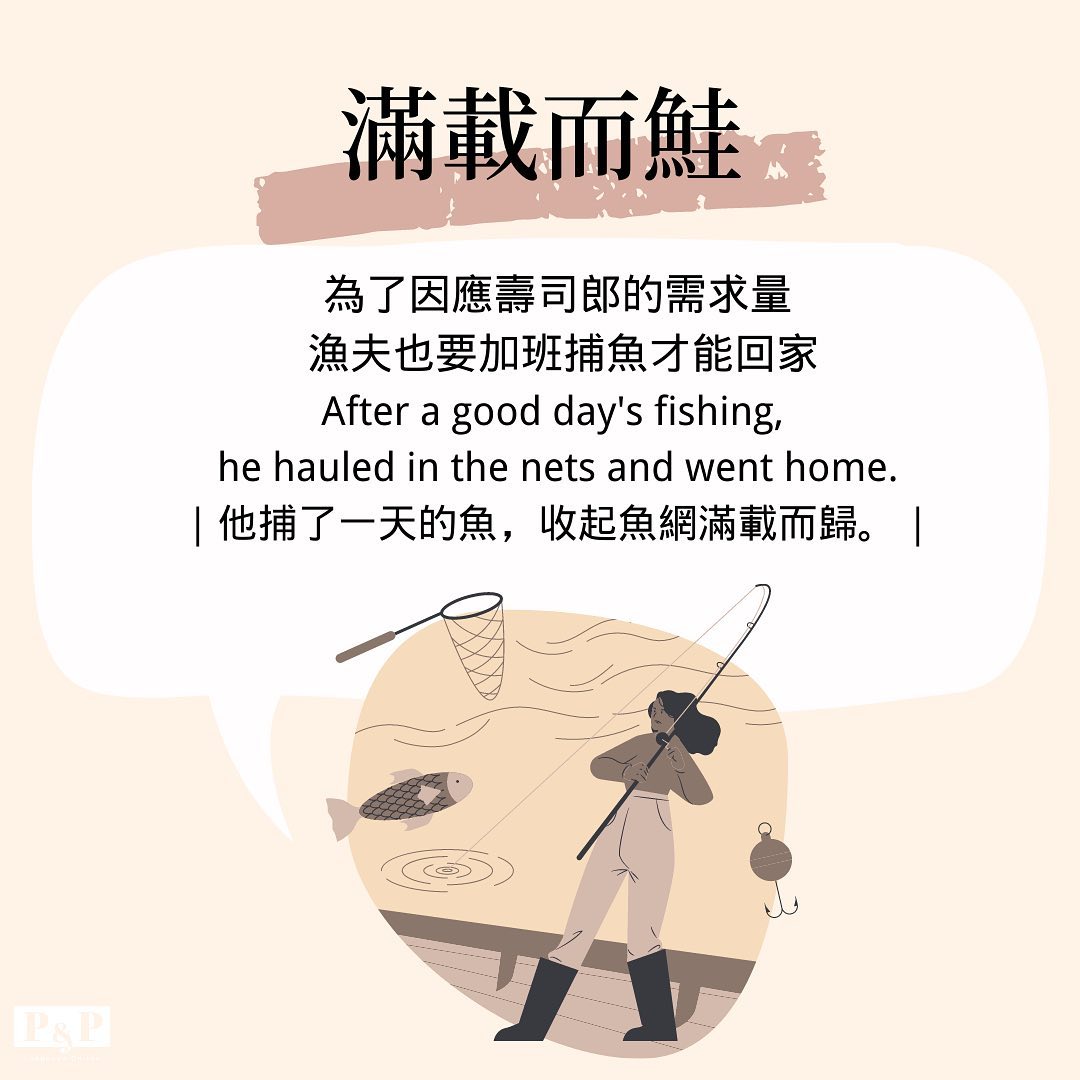 滿載而鮭
為了因應壽司郎的需求量
漁夫也要加班捕魚才能回家
After a good day's fishing,
he hauled in the nets and went home.
| 他捕了一天的魚，收起魚網滿載而歸。 |
P&P